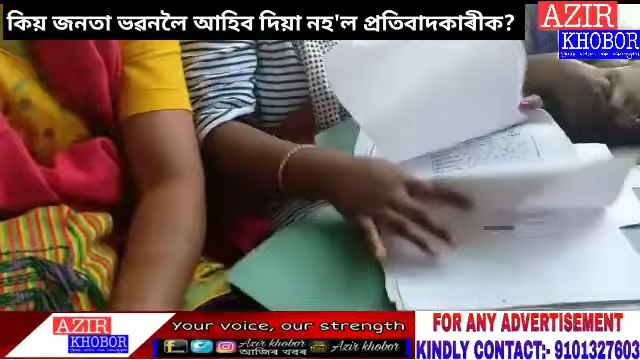 কিয় জনতা ভৱনলৈ আহিব দিয়া নহ'ল প্ৰতিবাদকাৰীক?
AZIR
KHOBOR
AZIR
KHOBOR
Your voice, our strength
Azir khobor
আজিৰ খবৰ
Azir khobor
FOR ANY ADVERTISEMENT
KINDLY CONTACT:- 9101327602